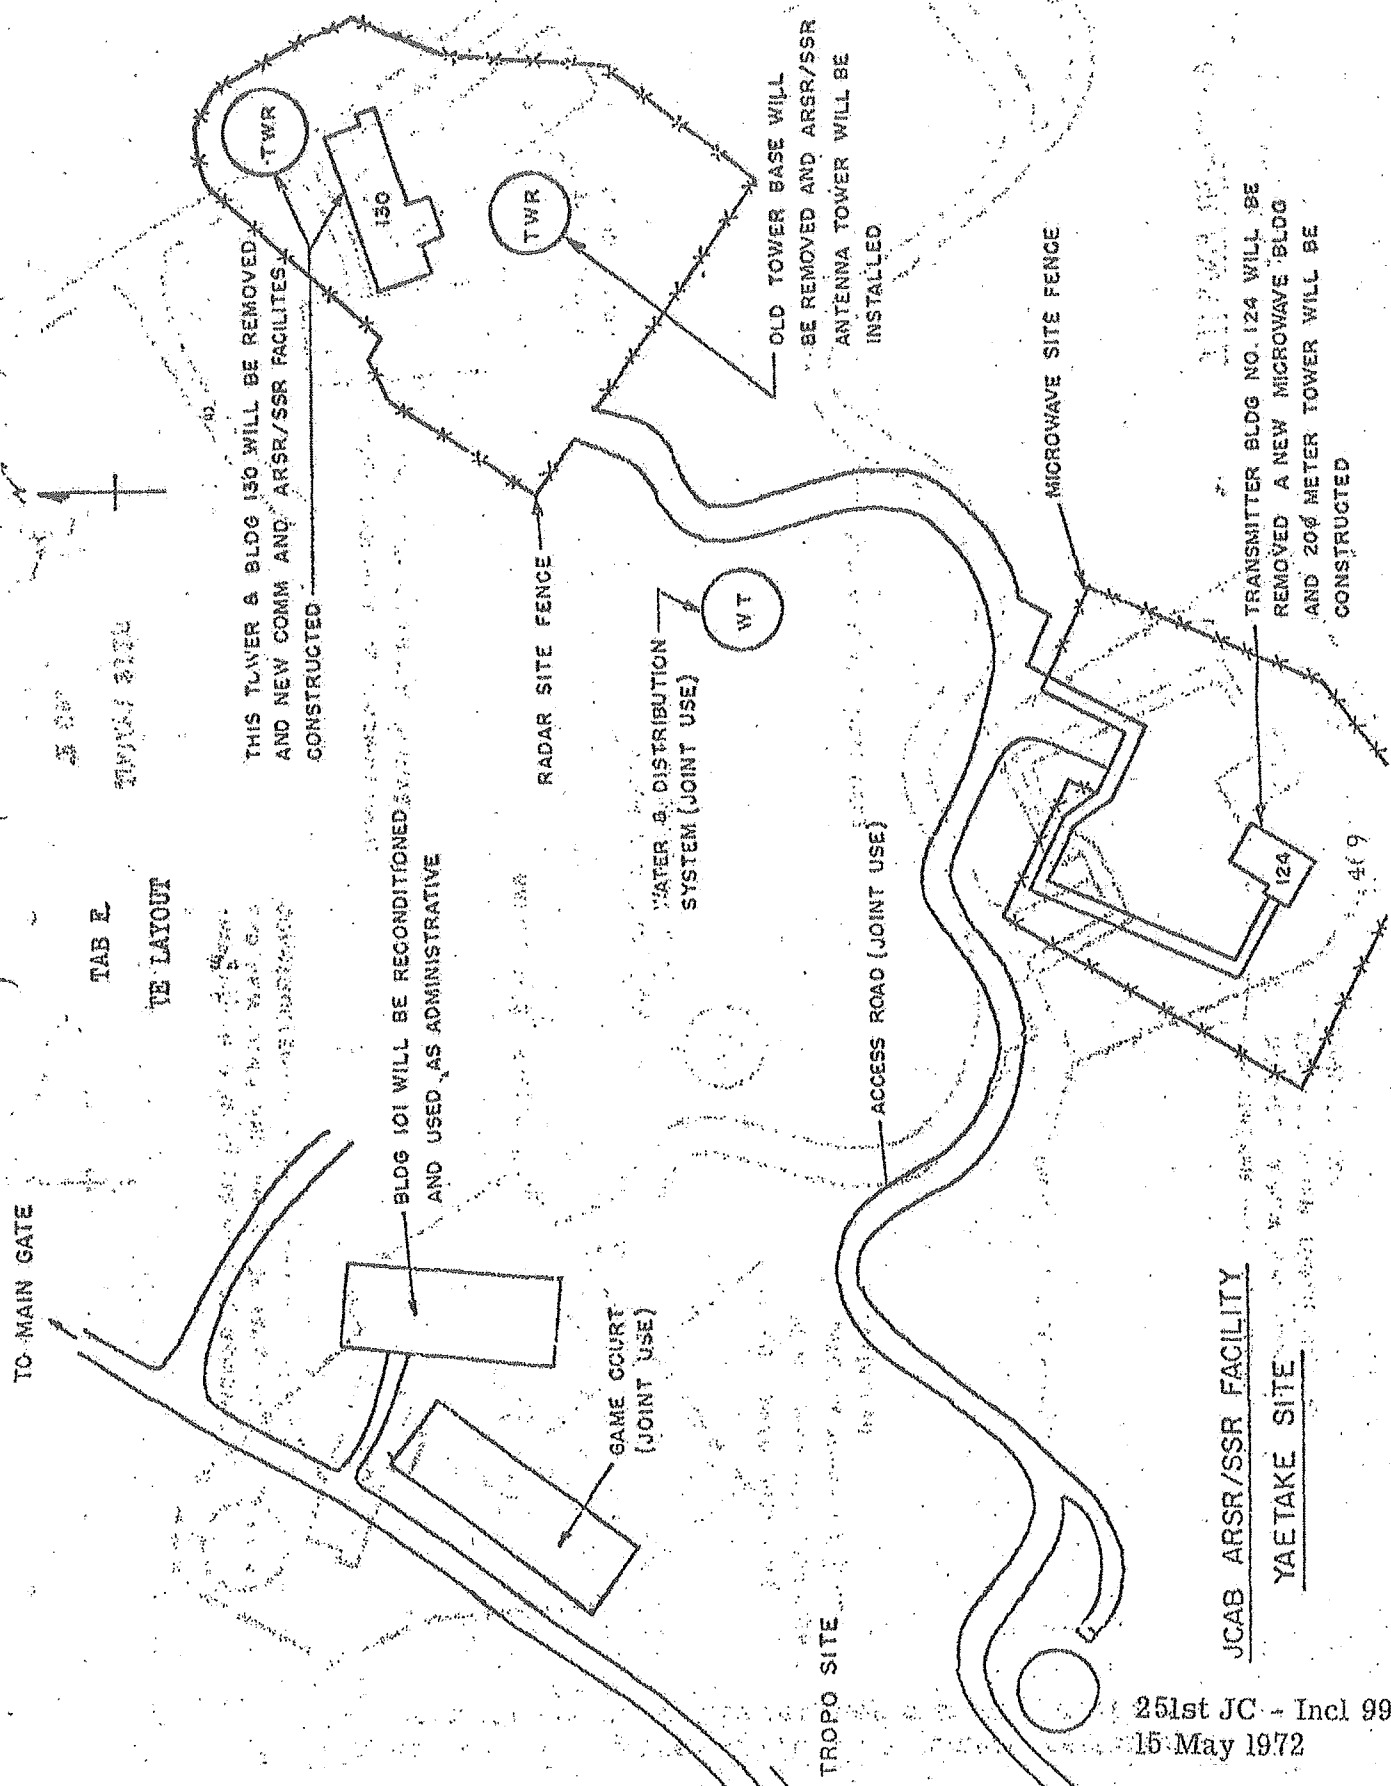 TAB E
TE LAYOUT
TO MAIN GATE
THIS TOWER & BLDG 130 WILL BE REMOVED
AND NEW COMM AND ARSR/SSR FACILITES
CONSTRUCTED
TWR
130
TWR
OLD TOWER BASE WILL
BE REMOVED AND ARSR/SSR
ANTENNA TOWER WILL BE
INSTALLED
BLDG 101 WILL BE RECONDITIONED
AND USED AS ADMINISTRATIVE
RADAR SITE FENCE
WATER & DISTRIBUTION
SYSTEM (JOINT USE)
WT
GAME COURT
(JOINT USE)
ACCESS ROAD (JOINT USE)
MICROWAVE SITE FENCE
TRANSMITTER BLDG NO. 124 WILL BE
REMOVED A NEW MICROWAVE BLDG
AND 200 METER TOWER WILL BE
CONSTRUCTED
124
TROPO SITE
JCAB ARSR/SSR FACILITY
YAETAKE SITE
251st JC - Incl 99
15 May 1972